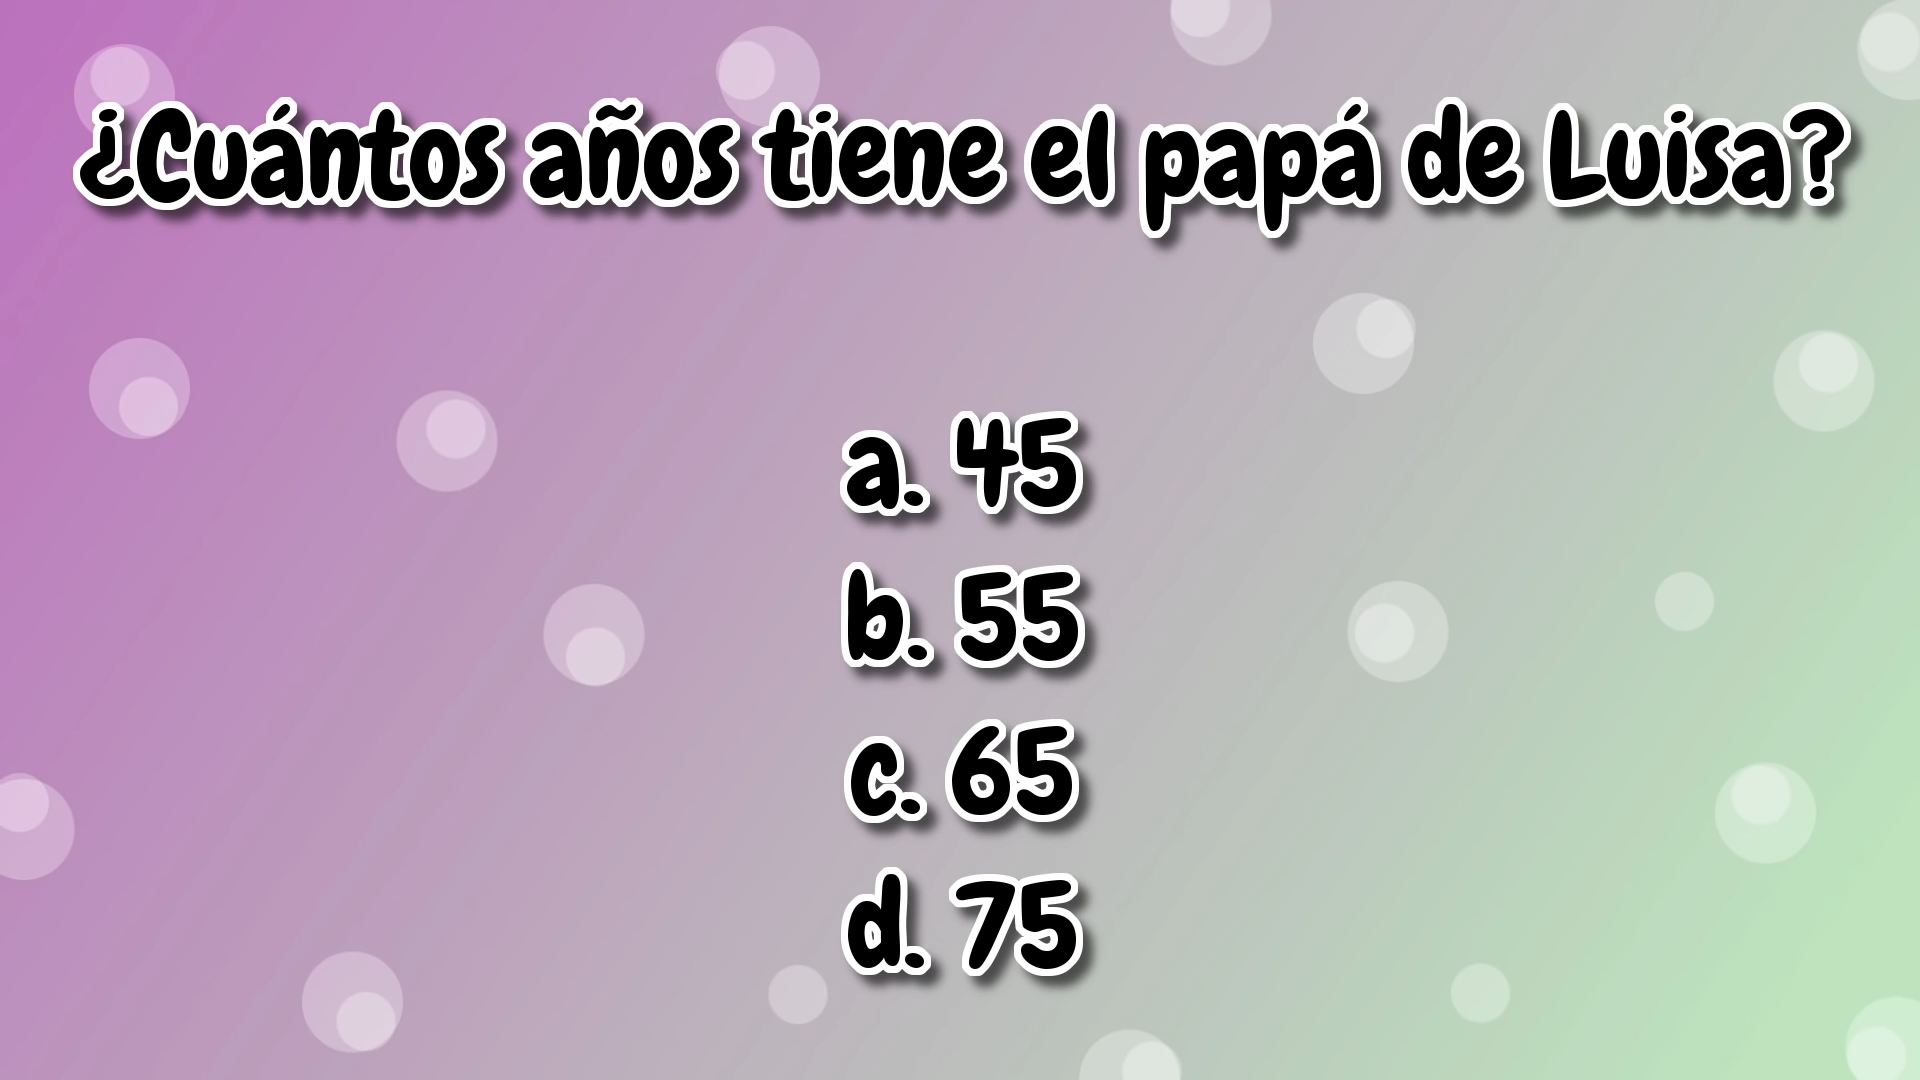 ¿Cuántos años tiene el papá de Luisa?
a. 45
b. 55
c. 65
d. 75